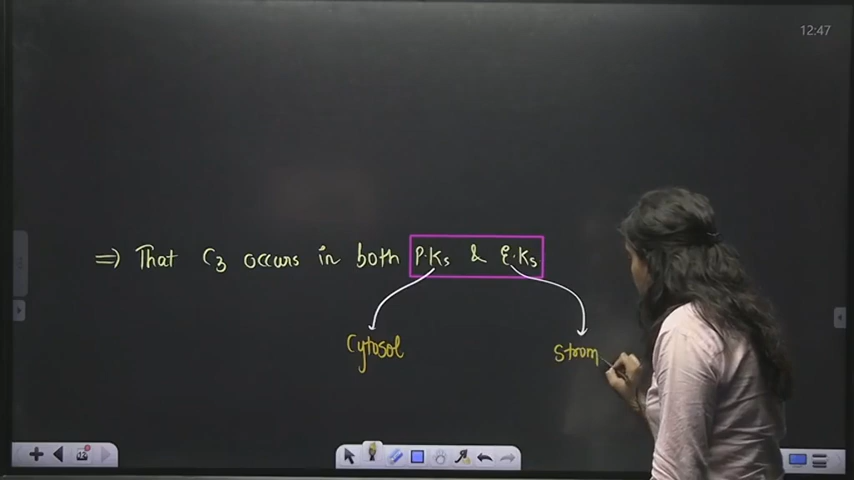 12:47
⇒ That C3 occurs in both P.Ks & E.Ks
Cytosol Strom